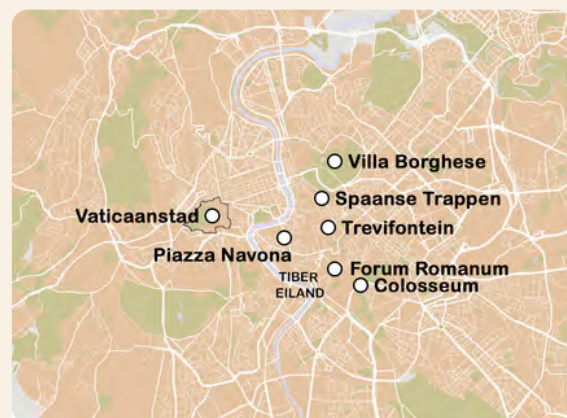 Villa Borghese
Spaanse Trappen
Vaticaanstad
Trevifontein
Piazza Navona
TIBER
EILAND
Forum Romanum
Colosseum